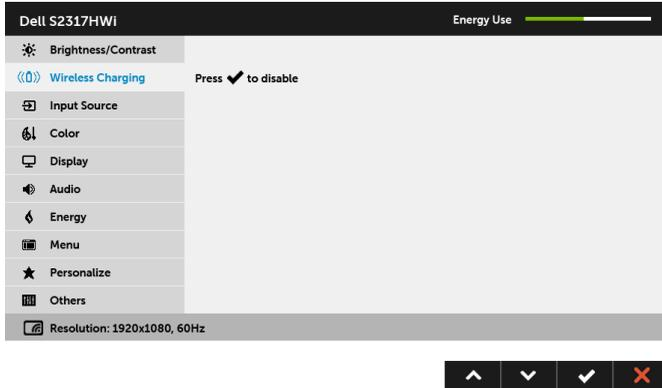 Dell S2317HWi
Energy Use
Brightness/Contrast
Wireless Charging
Press ✔ to disable
Input Source
Color
Display
Audio
Energy
Menu
Personalize
Others
Resolution: 1920x1080, 60Hz